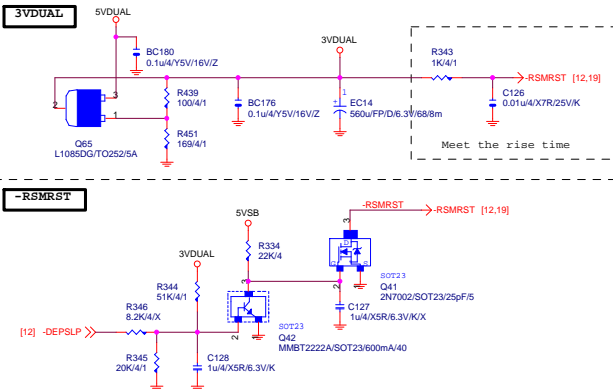 3VDUAL
5VDUAL
BC180
0.1u/4/Y5V/16V/Z
3VDUAL
R343
1K/4/1
-RSMRST [12,19]
2
3
1
R439
100/4/1
BC176
0.1u/4/Y5V/16V/Z
1
+
EC14
560u/FP/D/6.3V/68/8m
C126
0.01u/4/X7R/25V/K
R451
169/4/1
Q65
L1085DG/TO252/5A
Meet the rise time
-RSMRST
5VSB
-RSMRST
-RSMRST [12,19]
3
R334
22K/4
D
G
S
SOT23
Q41
2N7002/SOT23/25pF/5
3VDUAL
R344
51K/4/1
2
1
3
C127
1u/4/X5R/6.3V/K/X
R346
8.2K/4/X
[12] -DEPSLP
2
1
SOT23
Q42
MMBT2222A/SOT23/600mA/40
R345
20K/4/1
C128
1u/4/X5R/6.3V/K